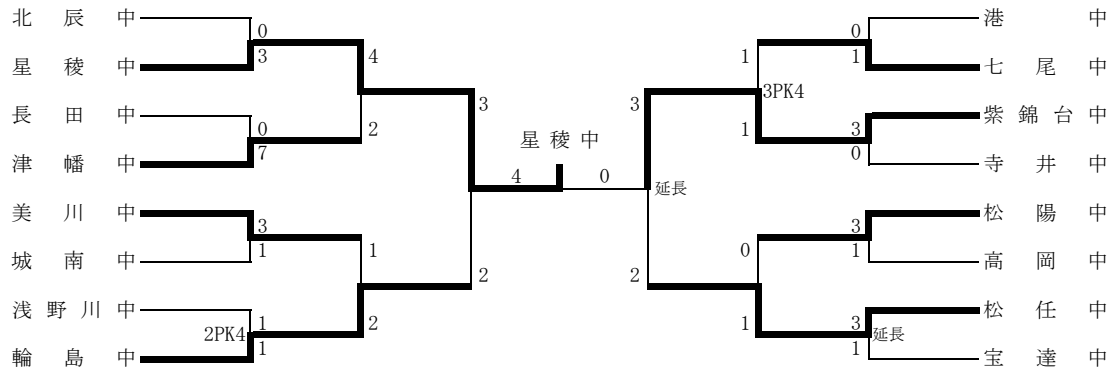 北辰中 0 0 港中
星稜中 3 4 1 1 七尾中
3 3 3PK4
長田中 0 2 1 3 紫錦台中
星稜中
津幡中 7 0 寺井中
4 0 延長
美川中 3 3 松陽中
城南中 1 1 0 1 高岡中
2 2
浅野川中 1 3 松任中
2PK4 2 1 延長
輪島中 1 1 宝達中